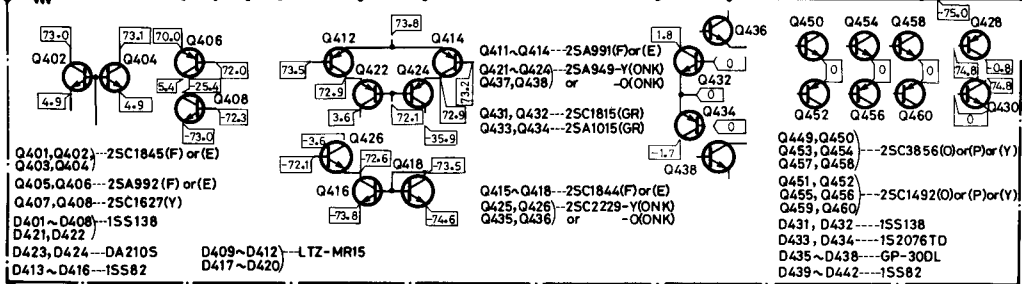 73.0
73.1
70.0
Q406
Q402
Q404
72.0
5.4
-25.4
4.9
4.9
Q408
-72.3
-73.0
Q401,Q402)---2SC1845(F)or(E)
Q403,Q404
Q405,Q406---2SA992(F)or(E)
Q407,Q408---2SC1627(Y)
D401~D408)---1SS138
D421,D422
D423,D424---DA210S
D413~D416---1SS82
D409~D412)---LTZ-MR15
D417~D420
73.8
Q412
Q414
73.5
Q422
Q424
72.9
73.2
3.6
72.1
72.9
-35.9
Q426
-3.6
-72.1
-72.6
Q418
-73.5
Q416
-73.8
-74.6
Q411~Q414---2SA991(F)or(E)
Q421~Q424)---2SA949-Y(ONK)
Q437,Q438) or -O(ONK)
Q431,Q432---2SC1815(GR)
Q433,Q434---2SA1015(GR)
Q415~Q418---2SC1844(F)or(E)
Q425,Q426)---2SC2229-Y(ONK)
Q435,Q436) or -O(ONK)
Q436
1.8
0
Q432
0
Q434
0
-1.7
Q438
Q450
Q454
Q458
-75.0
Q428
0
0
0
74.8
-0.8
74.8
Q430
Q452
Q456
Q460
0
Q449,Q450
Q453,Q454)---2SC3856(O)or(P)or(Y)
Q457,Q458
Q451,Q452
Q455,Q456)---2SC1492(O)or(P)or(Y)
Q459,Q460
D431,D432----1SS138
D433,D434----1S2076TD
D435~D438----GP-30DL
D439~D442----1SS82